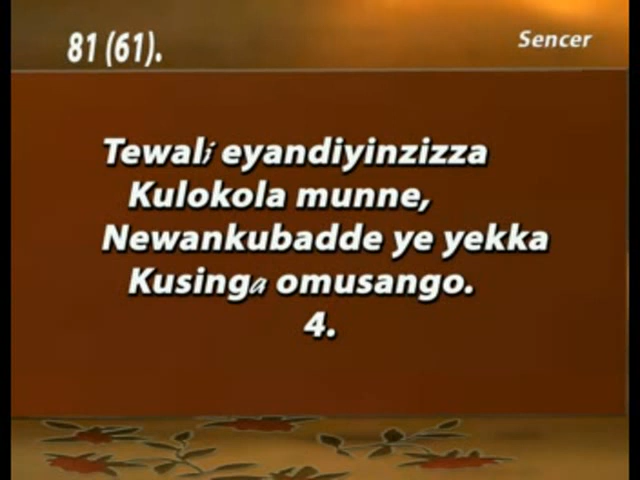 81 (61).
Sencer
Tewali eyandiyinzizza
Kulokola munne,
Newankubadde ye yekka
Kusinga omusango.
4.